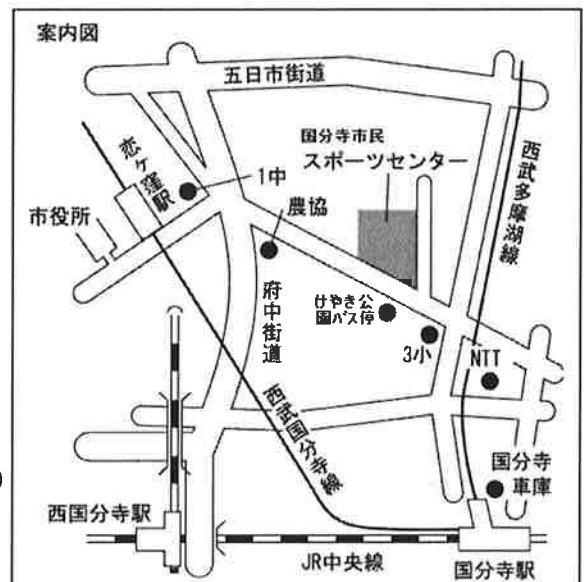 案内図
五日市街道
国分寺市民
スポーツセンター
西武多摩湖線
恋ヶ窪駅
1中
市役所
農協
府中街道
けやき公
園バス停
3小
NTT
西武国分寺線
国分寺
車庫
西国分寺駅
JR中央線
国分寺駅
)